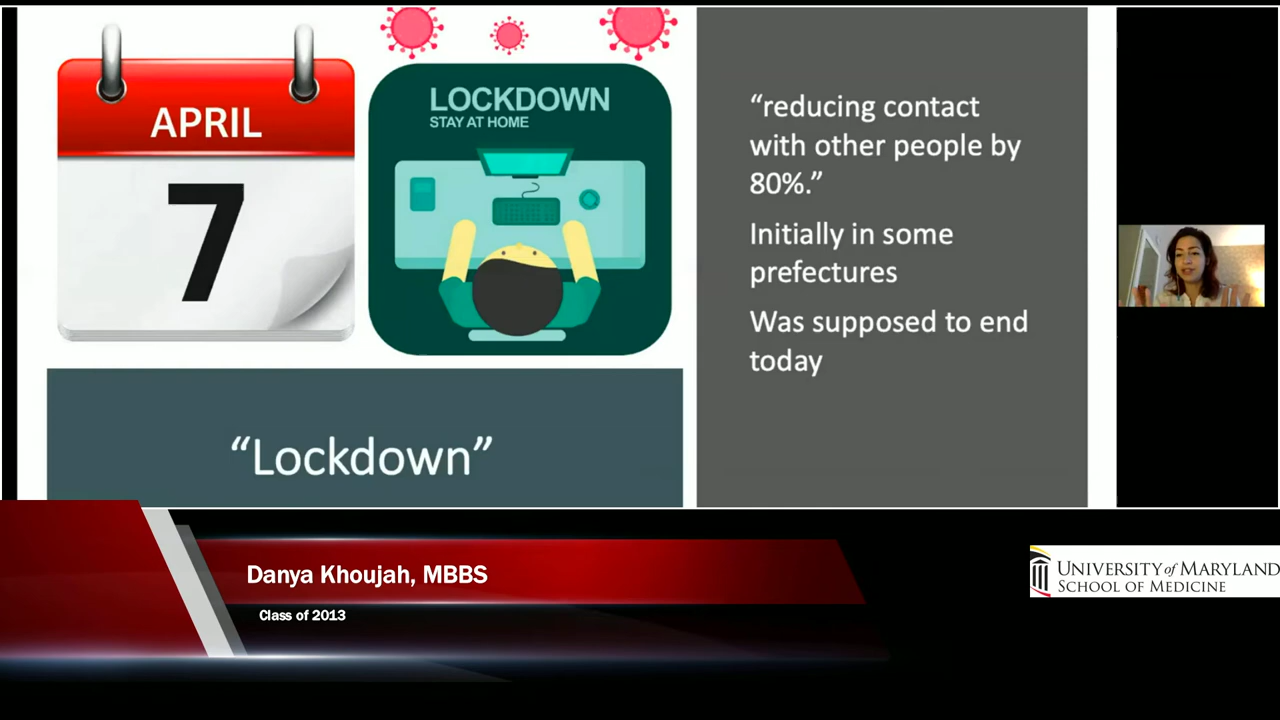 APRIL
7
LOCKDOWN
STAY AT HOME
“Lockdown”
“reducing contact
with other people by
80%.”
Initially in some
prefectures
Was supposed to end
today
Danya Khoujah, MBBS
Class of 2013
UNIVERSITY of MARYLAND
SCHOOL OF MEDICINE